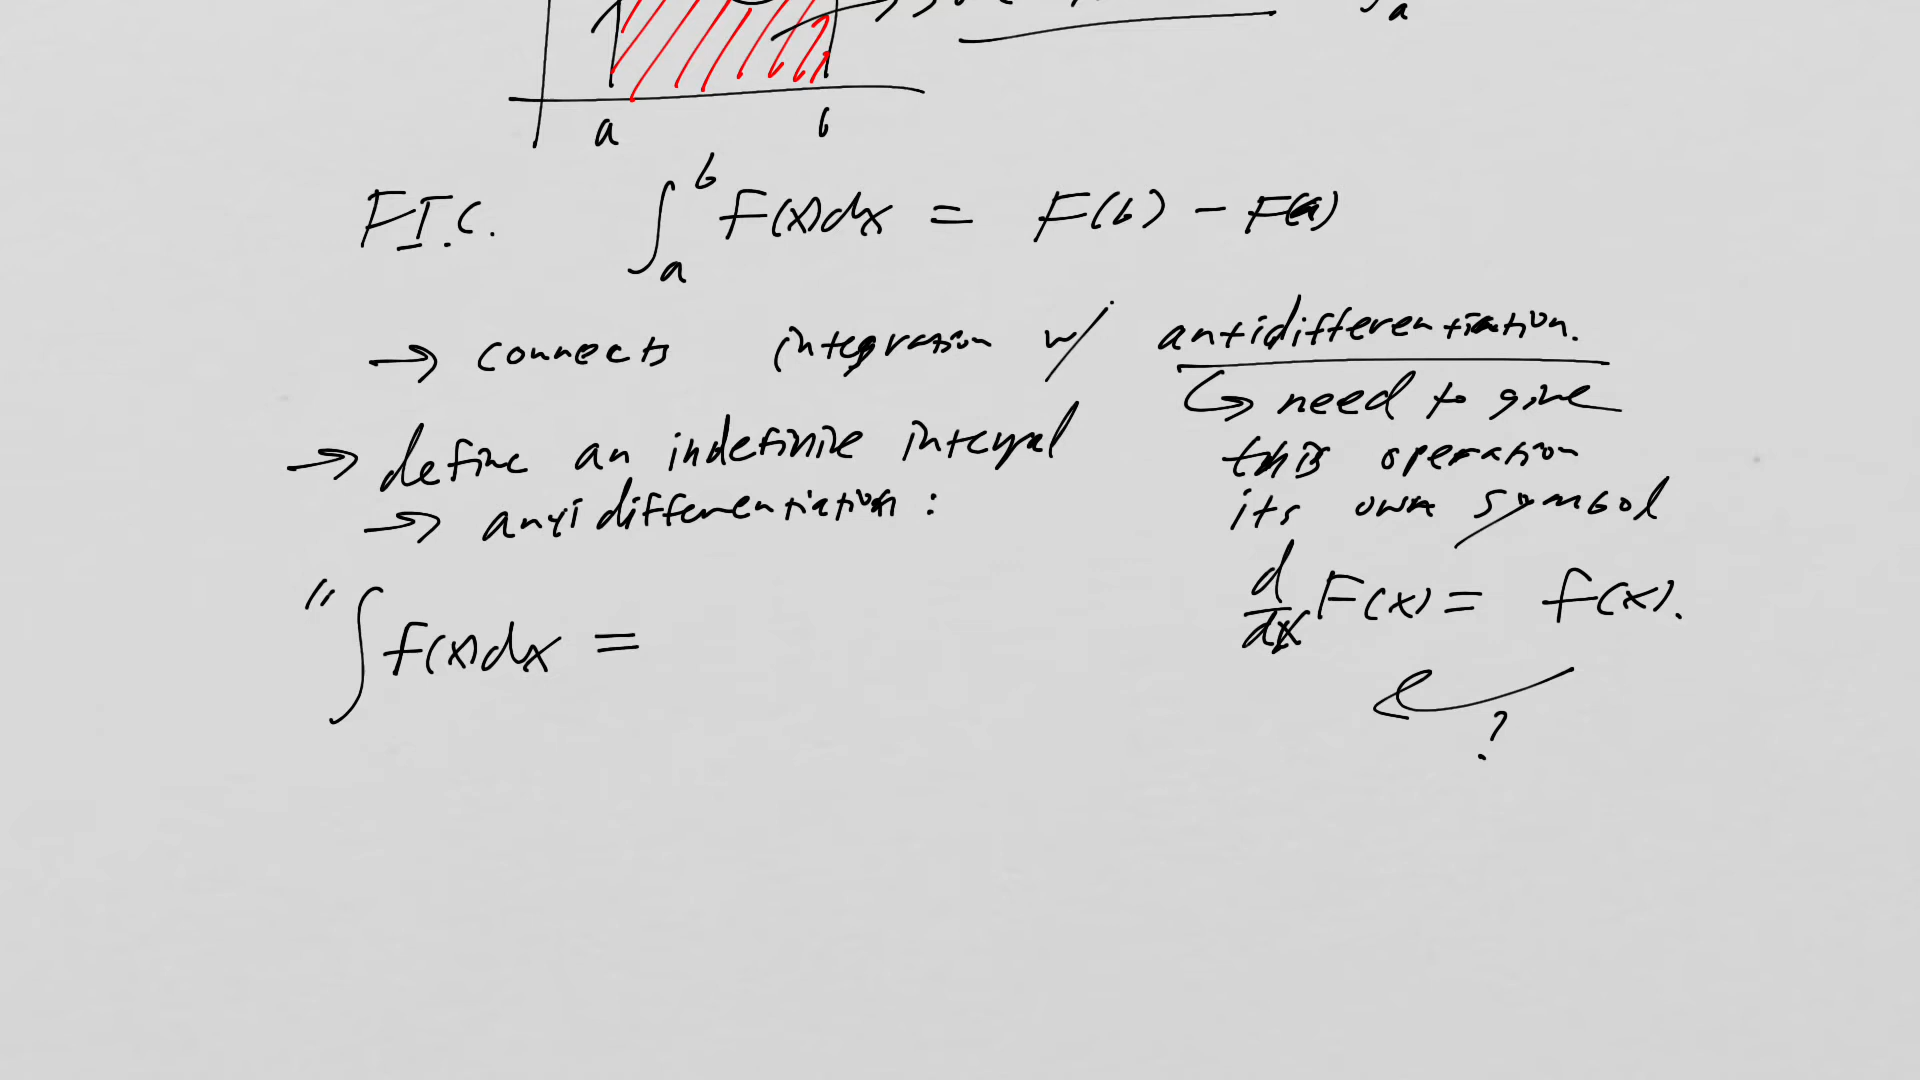 a
a b
F.T.C. ∫_a^b f(x)dx = F(b) - F(a)
→ connects integration w/ antidifferentiation.
↳ need to give
this operation
its own symbol
→ define an indefinite integral
→ antidifferentiation :
d/dx F(x) = f(x).
?
" ∫ f(x)dx =